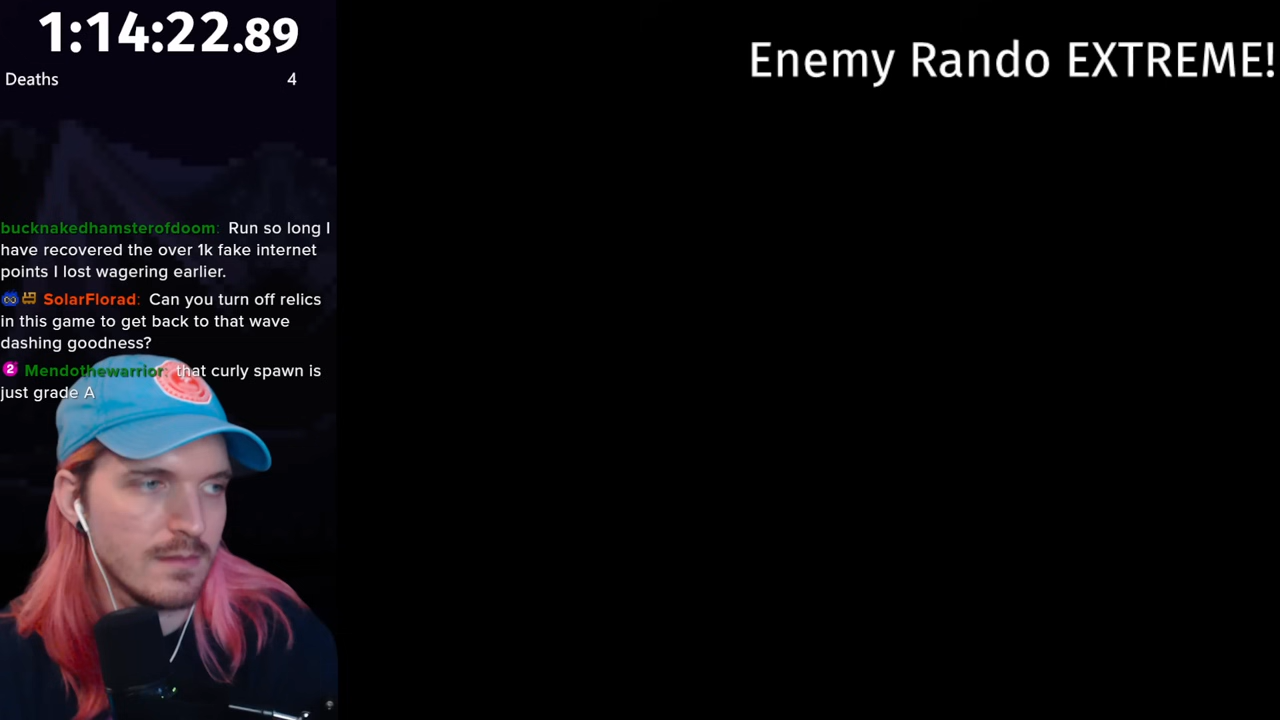 1:14:22.89
Deaths 4
Enemy Rando EXTREME!
bucknakedhamsterofdoom: Run so long I
have recovered the over 1k fake internet
points I lost wagering earlier.
SolarFlorad: Can you turn off relics
in this game to get back to that wave
dashing goodness?
2 Mendothewarrior: that curly spawn is
just grade A